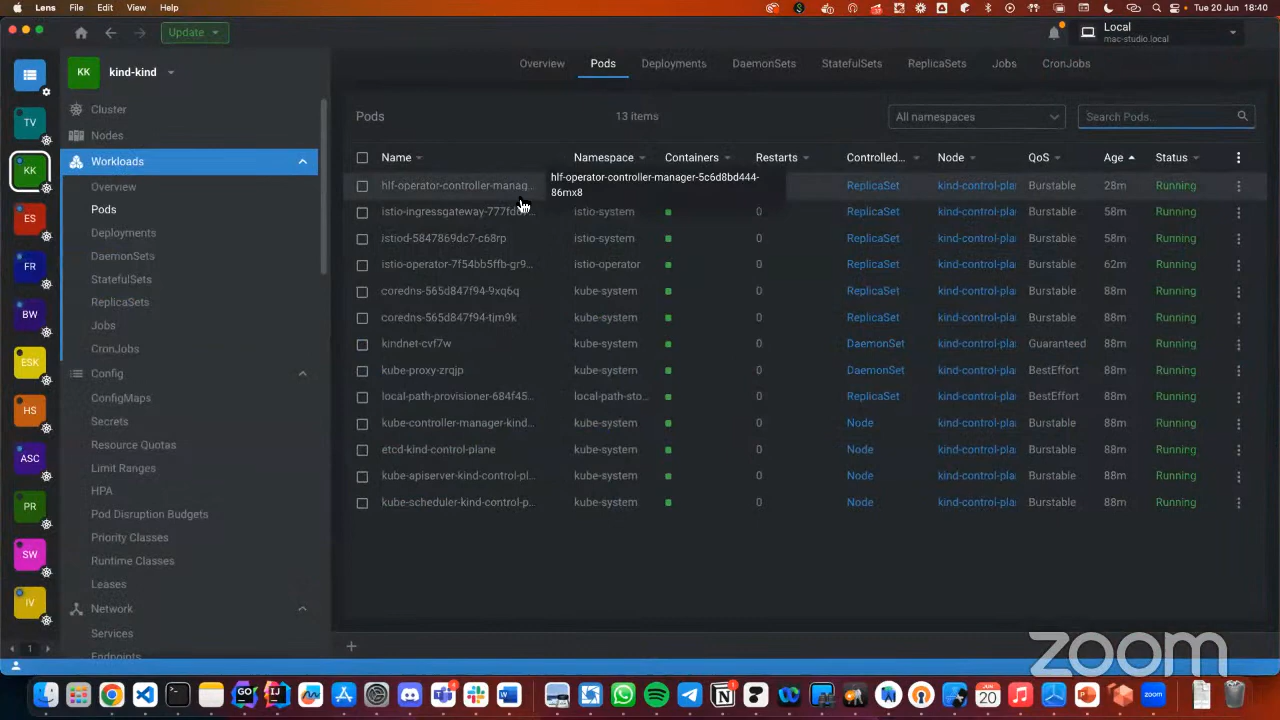 Lens File Edit View Help Tue 20 Jun 18:40
Update Local
mac-studio.local
KK kind-kind
TV
KK
ES
FR
BW
ESK
HS
ASC
PR
SW
IV
1
Cluster
Nodes
Workloads
Overview
Pods
Deployments
DaemonSets
StatefulSets
ReplicaSets
Jobs
CronJobs
Config
ConfigMaps
Secrets
Resource Quotas
Limit Ranges
HPA
Pod Disruption Budgets
Priority Classes
Runtime Classes
Leases
Network
Services
Endpoints
Overview Pods Deployments DaemonSets StatefulSets ReplicaSets Jobs CronJobs
Pods 13 items All namespaces Search Pods...
Name Namespace Containers Restarts Controlled... Node QoS Age Status
hlf-operator-controller-manager-5c6d8bd444-
86mx8
hlf-operator-controller-manag... ReplicaSet kind-control-pla Burstable 28m Running
istio-ingressgateway-777fd... istio-system 0 ReplicaSet kind-control-pla Burstable 58m Running
istiod-5847869dc7-c68rp istio-system 0 ReplicaSet kind-control-pla Burstable 58m Running
istio-operator-7f54bb5ffb-gr9... istio-operator 0 ReplicaSet kind-control-pla Burstable 62m Running
coredns-565d847f94-9xq6q kube-system 0 ReplicaSet kind-control-pla Burstable 88m Running
coredns-565d847f94-tjm9k kube-system 0 ReplicaSet kind-control-pla Burstable 88m Running
kindnet-cvf7w kube-system 0 DaemonSet kind-control-pla Guaranteed 88m Running
kube-proxy-zrqjp kube-system 0 DaemonSet kind-control-pla BestEffort 88m Running
local-path-provisioner-684f45... local-path-sto... 0 ReplicaSet kind-control-pla BestEffort 88m Running
kube-controller-manager-kind... kube-system 0 Node kind-control-pla Burstable 88m Running
etcd-kind-control-plane kube-system 0 Node kind-control-pla Burstable 88m Running
kube-apiserver-kind-control-pl... kube-system 0 Node kind-control-pla Burstable 88m Running
kube-scheduler-kind-control-p... kube-system 0 Node kind-control-pla Burstable 88m Running
zoom